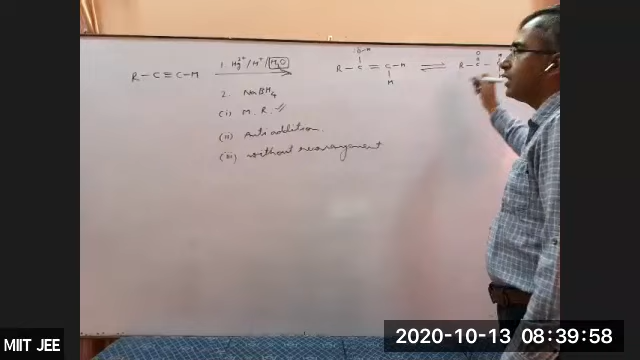 R - C ≡ C - H
1. Hg²⁺/H⁺/H₂O
2. NaBH₄
(i) M.R.
(ii) Anti addition.
(iii) without rearrangement
O-H
R - C = C - H
H
O
R - C -
MIIT JEE
2020-10-13 08:39:58